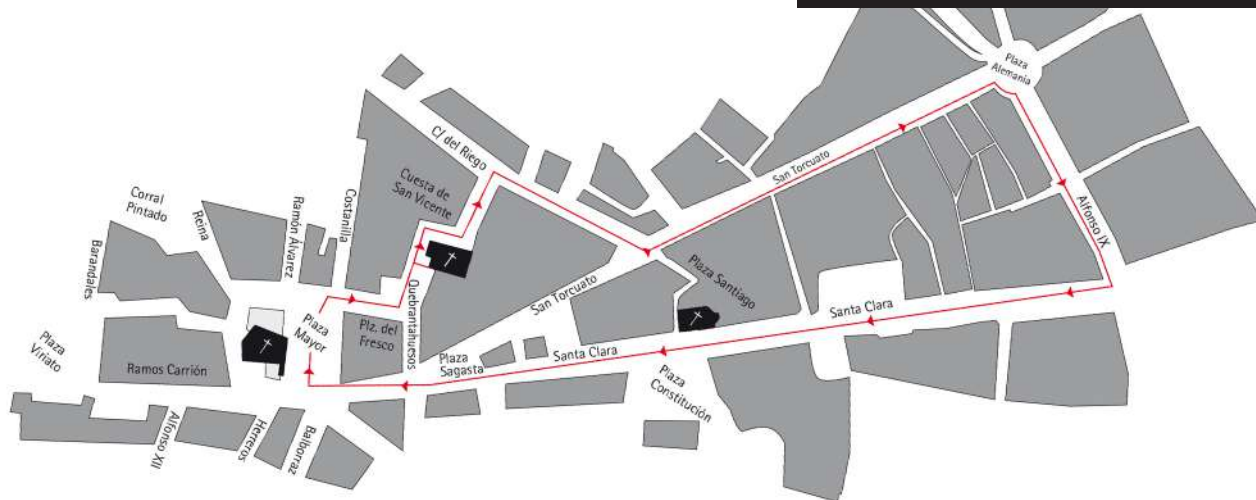 Plaza
Alemania
C/ del Riego
San Torcuato
Cuesta de
San Vicente
Corral
Pintado
Reina
Ramón Álvarez
Costanilla
Alfonso IX
Barandales
Plaza Santiago
Quebrantahuesos
San Torcuato
Santa Clara
Plaza
Mayor
Plz. del
Fresco
Plaza
Viriato
Ramos Carrión
Plaza
Sagasta
Santa Clara
Plaza
Constitución
Alfonso XII
Herreros
Balborraz